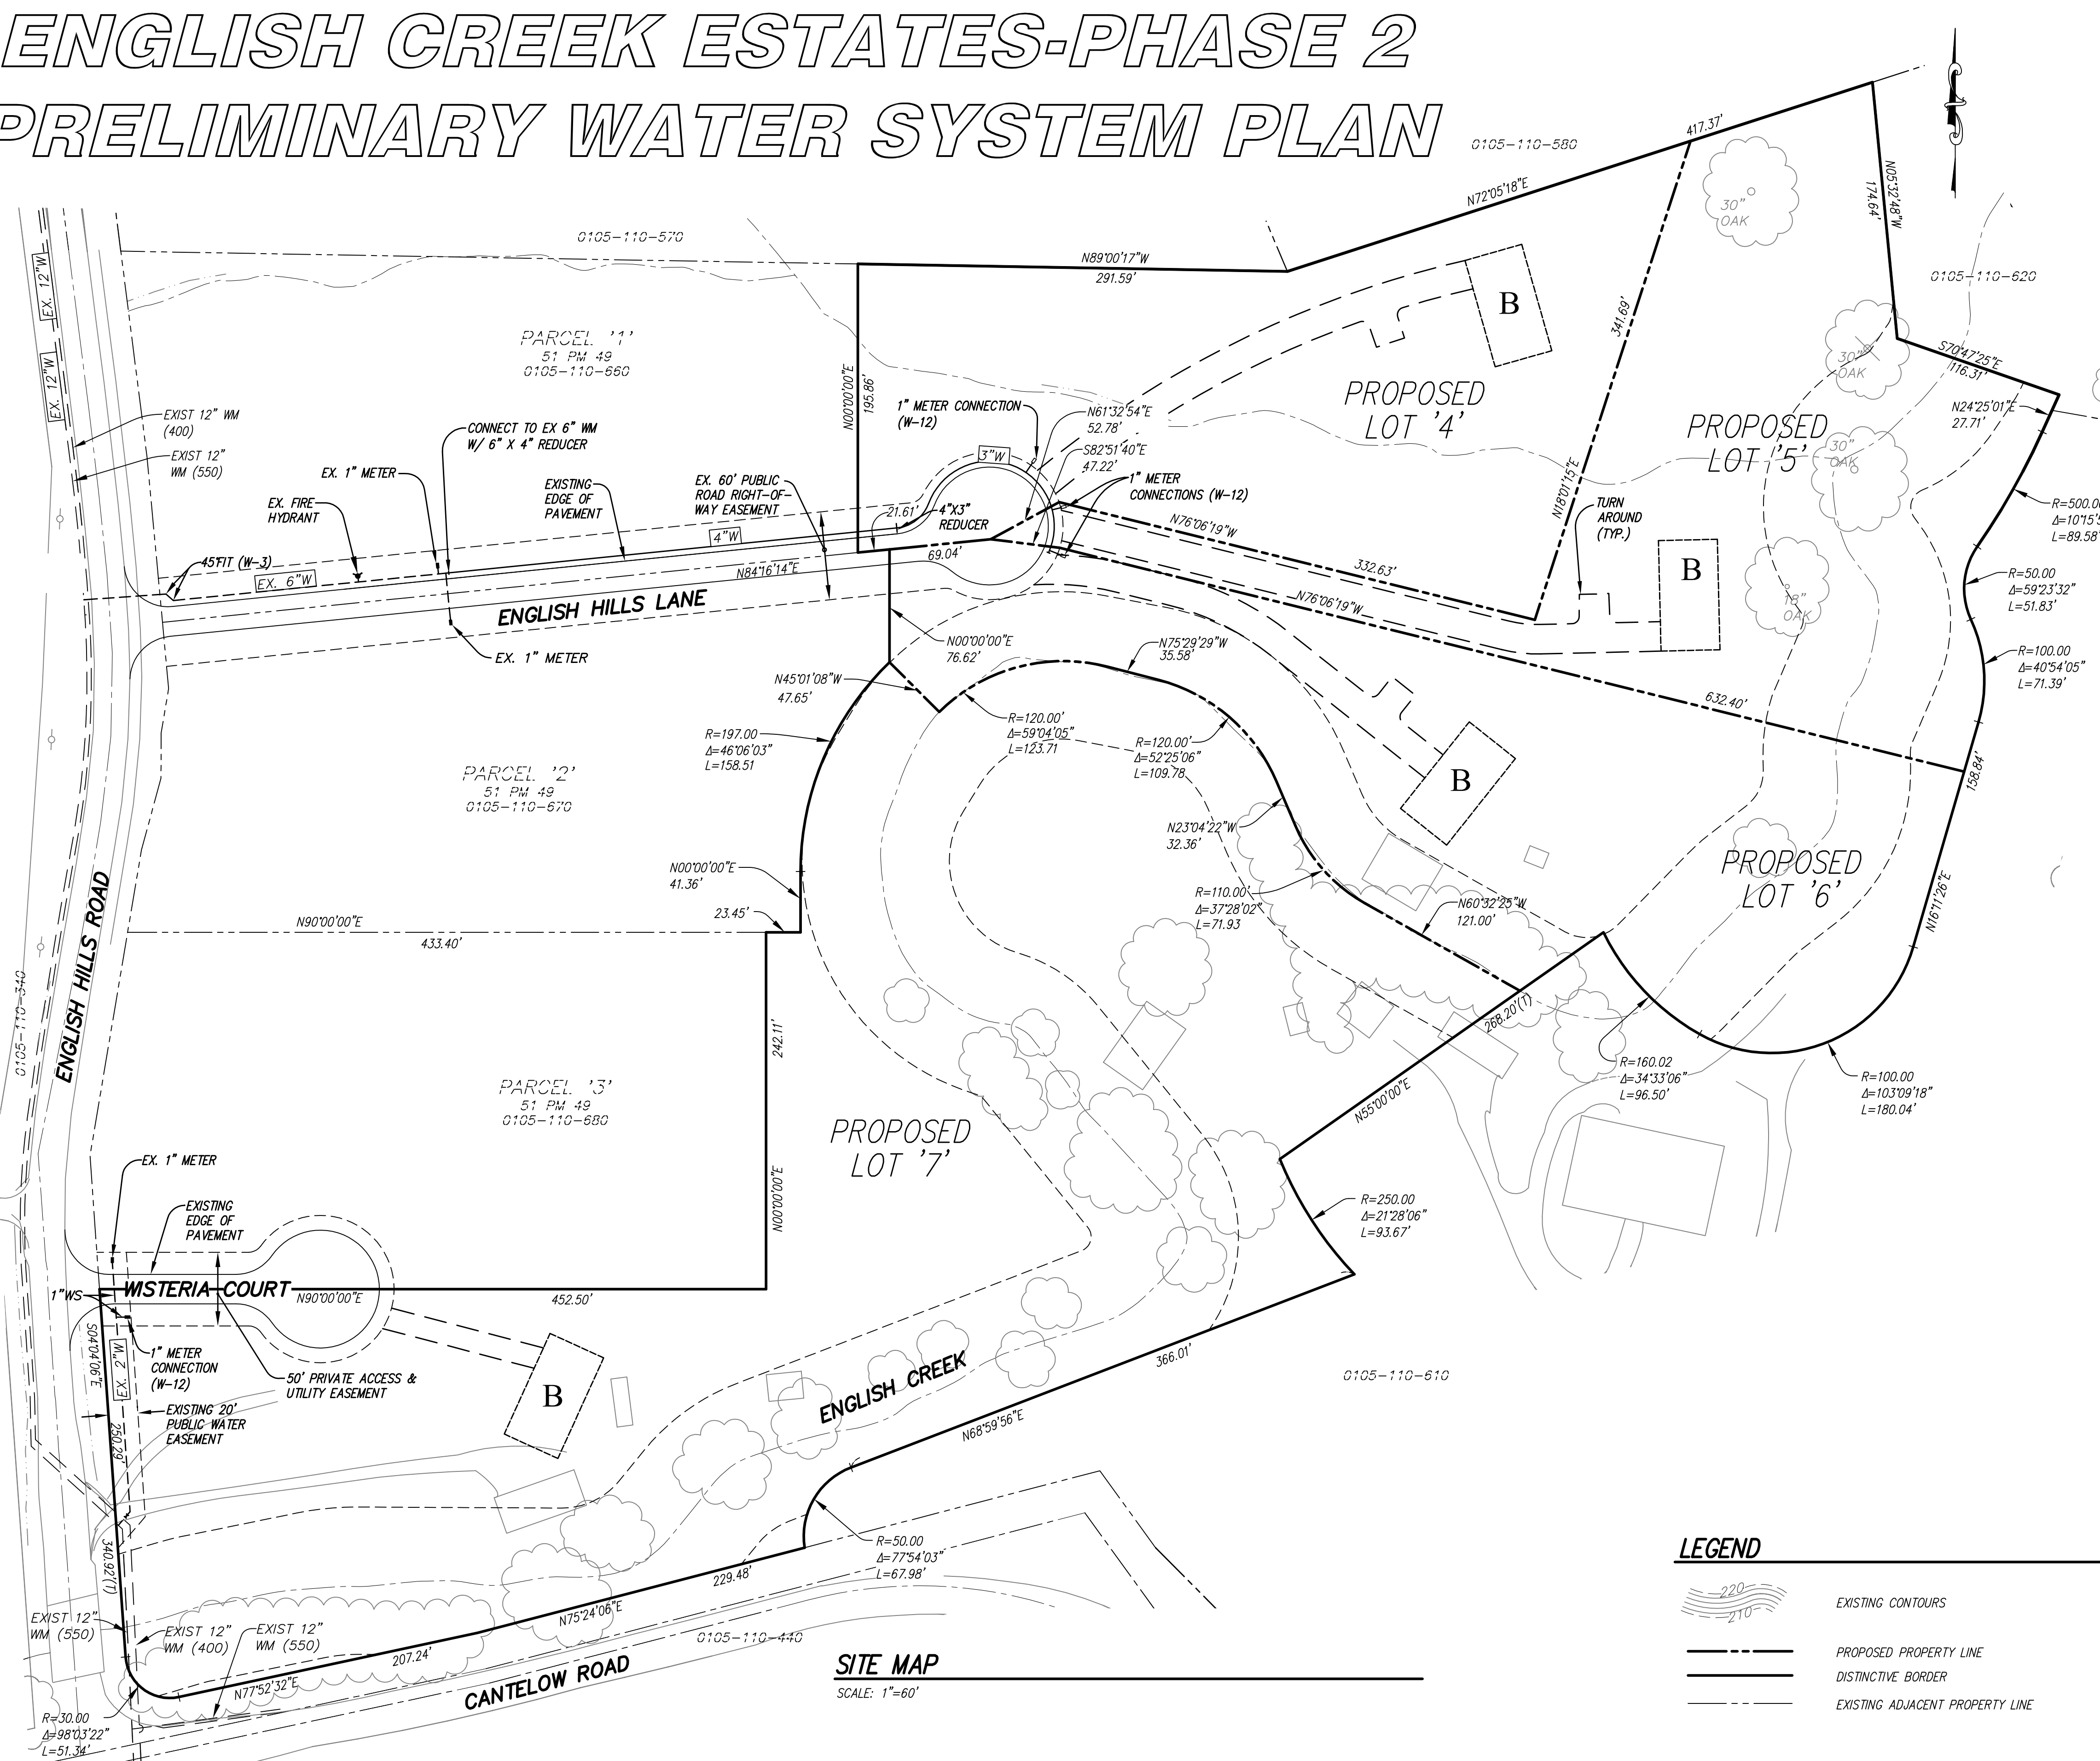 ENGLISH CREEK ESTATES-PHASE 2
PRELIMINARY WATER SYSTEM PLAN
0105-110-580
417.37'
N72°05'18"E
N05°32'48"W
174.64'
30"
OAK
0105-110-570
N89°00'17"W
291.59'
0105-110-620
EX. 12"W
EX. 12"W
B
341.69'
PARCEL '1'
51 PM 49
0105-110-660
30"
OAK
S70°47'25"E
116.31'
N00°00'00"E
195.86'
PROPOSED
LOT '4'
EXIST 12" WM
(400)
EXIST 12"
WM (550)
CONNECT TO EX 6" WM
W/ 6" X 4" REDUCER
1" METER CONNECTION
(W-12)
N61°32'54"E
52.78'
S82°51'40"E
47.22'
N24°25'01"E
27.71'
PROPOSED
LOT '5'
30"
OAK
3"W
EX. 1" METER
EXISTING
EDGE OF
PAVEMENT
EX. 60' PUBLIC
ROAD RIGHT-OF-
WAY EASEMENT
1" METER
CONNECTIONS (W-12)
N18°01'15"E
EX. FIRE
HYDRANT
21.61'
4"X3"
REDUCER
N76°06'19"W
TURN
AROUND
(TYP.)
R=500.0
Δ=10°15'5
L=89.58'
4"W
45°FIT (W-3)
EX. 6"W
69.04'
332.63'
B
N84°16'14"E
ENGLISH HILLS LANE
N76°06'19"W
18"
OAK
R=50.00
Δ=59°23'32"
L=51.83'
EX. 1" METER
N00°00'00"E
76.62'
N75°29'29"W
35.58'
R=100.00
Δ=40°54'05"
L=71.39'
N45°01'08"W
47.65'
632.40'
R=197.00
Δ=46°06'03"
L=158.51
R=120.00'
Δ=59°04'05"
L=123.71
R=120.00'
Δ=52°25'06"
L=109.78
B
158.84'
PARCEL '2'
51 PM 49
0105-110-670
N23°04'22"W
32.36'
PROPOSED
LOT '6'
N00°00'00"E
41.36'
R=110.00'
Δ=37°28'02"
L=71.93
N60°32'25"W
121.00'
N16°11'26"E
23.45'
N90°00'00"E
433.40'
ENGLISH HILLS ROAD
0105-110-340
268.20'(T)
242.11'
R=160.02
Δ=34°33'06"
L=96.50'
R=100.00
Δ=103°09'18"
L=180.04'
PARCEL '3'
51 PM 49
0105-110-680
N55°00'00"E
PROPOSED
LOT '7'
EX. 1" METER
N00°00'00"E
EXISTING
EDGE OF
PAVEMENT
R=250.00
Δ=21°28'06"
L=93.67'
1"WS
WISTERIA COURT
N90°00'00"E
452.50'
S04°04'06"E
EX. 2"W
1" METER
CONNECTION
(W-12)
50' PRIVATE ACCESS &
UTILITY EASEMENT
B
366.01'
0105-110-610
ENGLISH CREEK
EXISTING 20'
PUBLIC WATER
EASEMENT
250.29'
N68°59'56"E
340.92'(T)
R=50.00
Δ=77°54'03"
L=67.98'
229.48'
EXIST 12"
WM (550)
EXIST 12"
WM (400)
EXIST 12"
WM (550)
N75°24'06"E
0105-110-440
207.24'
N77°52'32"E
CANTELOW ROAD
R=30.00
Δ=98°03'22"
L=51.34'
SITE MAP
SCALE: 1"=60'
LEGEND
220
210
EXISTING CONTOURS
PROPOSED PROPERTY LINE
DISTINCTIVE BORDER
EXISTING ADJACENT PROPERTY LINE